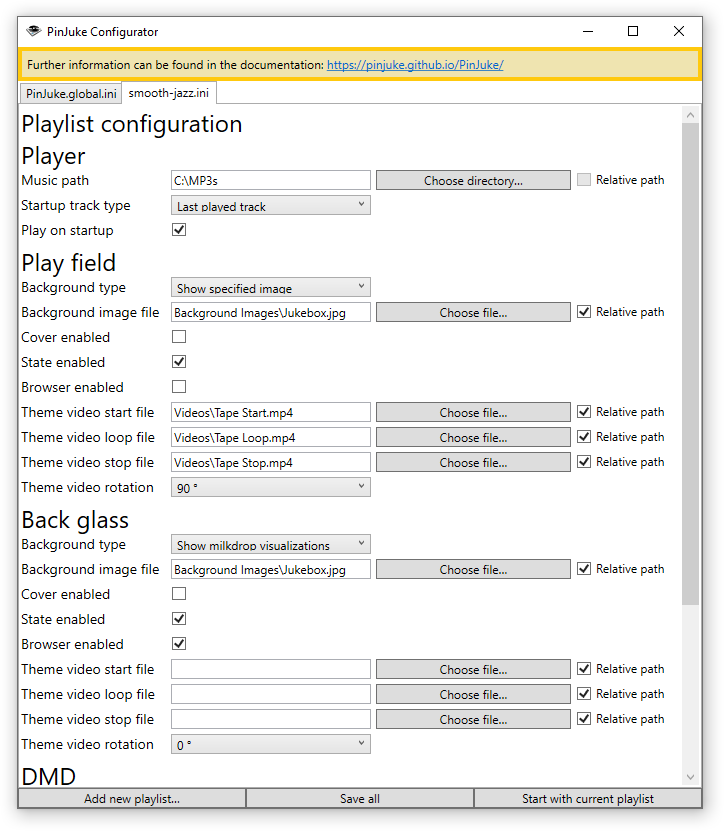 PinJuke Configurator
Further information can be found in the documentation: https://pinjuke.github.io/PinJuke/
PinJuke.global.ini smooth-jazz.ini
Playlist configuration
Player
Music path C:\MP3s Choose directory... Relative path
Startup track type Last played track
Play on startup
Play field
Background type Show specified image
Background image file Background Images\Jukebox.jpg Choose file... Relative path
Cover enabled
State enabled
Browser enabled
Theme video start file Videos\Tape Start.mp4 Choose file... Relative path
Theme video loop file Videos\Tape Loop.mp4 Choose file... Relative path
Theme video stop file Videos\Tape Stop.mp4 Choose file... Relative path
Theme video rotation 90 °
Back glass
Background type Show milkdrop visualizations
Background image file Background Images\Jukebox.jpg Choose file... Relative path
Cover enabled
State enabled
Browser enabled
Theme video start file Choose file... Relative path
Theme video loop file Choose file... Relative path
Theme video stop file Choose file... Relative path
Theme video rotation 0 °
DMD
Add new playlist... Save all Start with current playlist